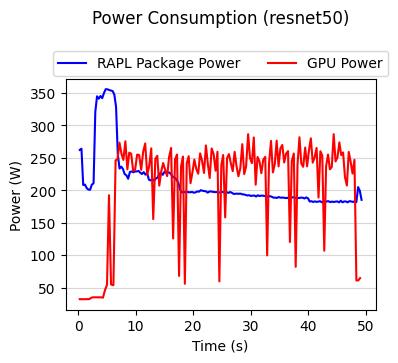 Power Consumption (resnet50)
RAPL Package Power
GPU Power
Power (W)
350
300
250
200
150
100
50
0
10
20
30
40
50
Time (s)